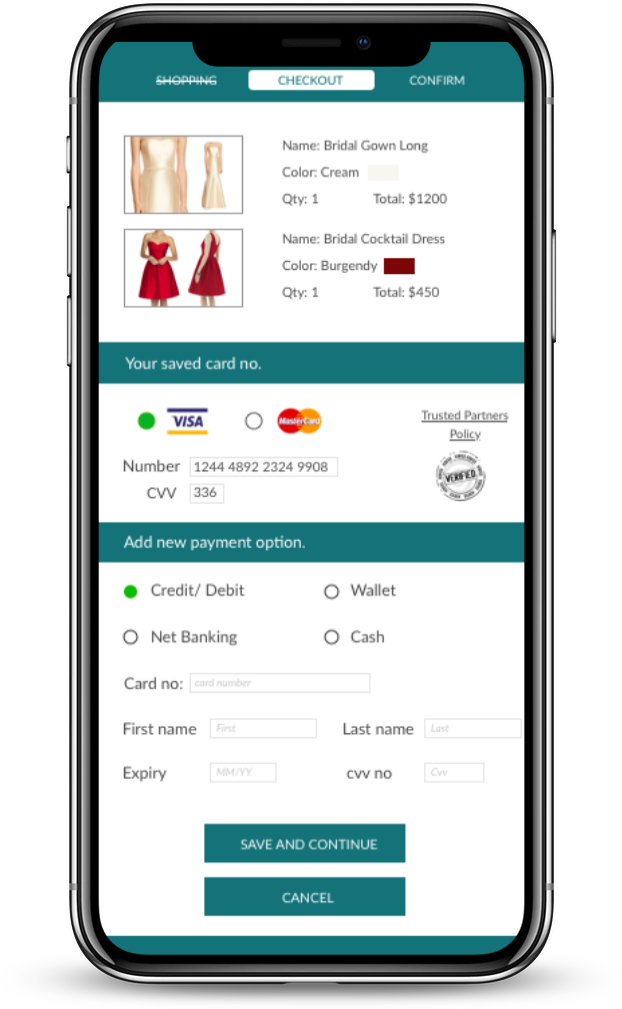 SHOPPING
CHECKOUT
CONFIRM
Name: Bridal Gown Long
Color: Cream
Qty: 1 Total: $1200
Name: Bridal Cocktail Dress
Color: Burgendy
Qty: 1 Total: $450
Your saved card no.
VISA
MasterCard
Trusted Partners
Policy
Number 1244 4892 2324 9908
CVV 336
VERIFIED
Add new payment option.
Credit/ Debit
Wallet
Net Banking
Cash
Card no: card number
First name First
Last name Last
Expiry MM/YY
cvv no Cvv
SAVE AND CONTINUE
CANCEL